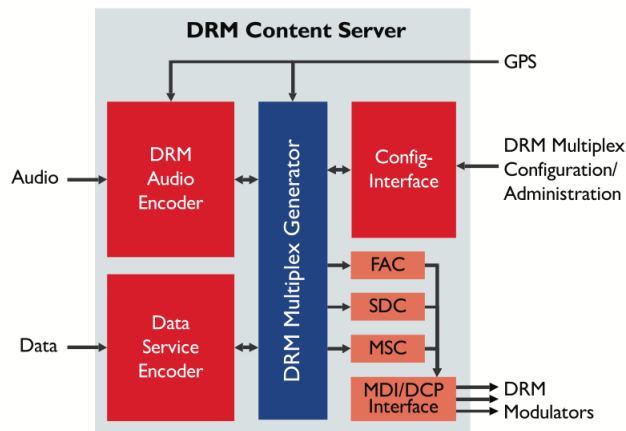 DRM Content Server
GPS
DRM
Audio
Encoder
DRM Multiplex Generator
Config-
Interface
DRM Multiplex
Configuration/
Administration
Audio
FAC
SDC
MSC
Data
Service
Encoder
Data
MDI/DCP
Interface
DRM
Modulators